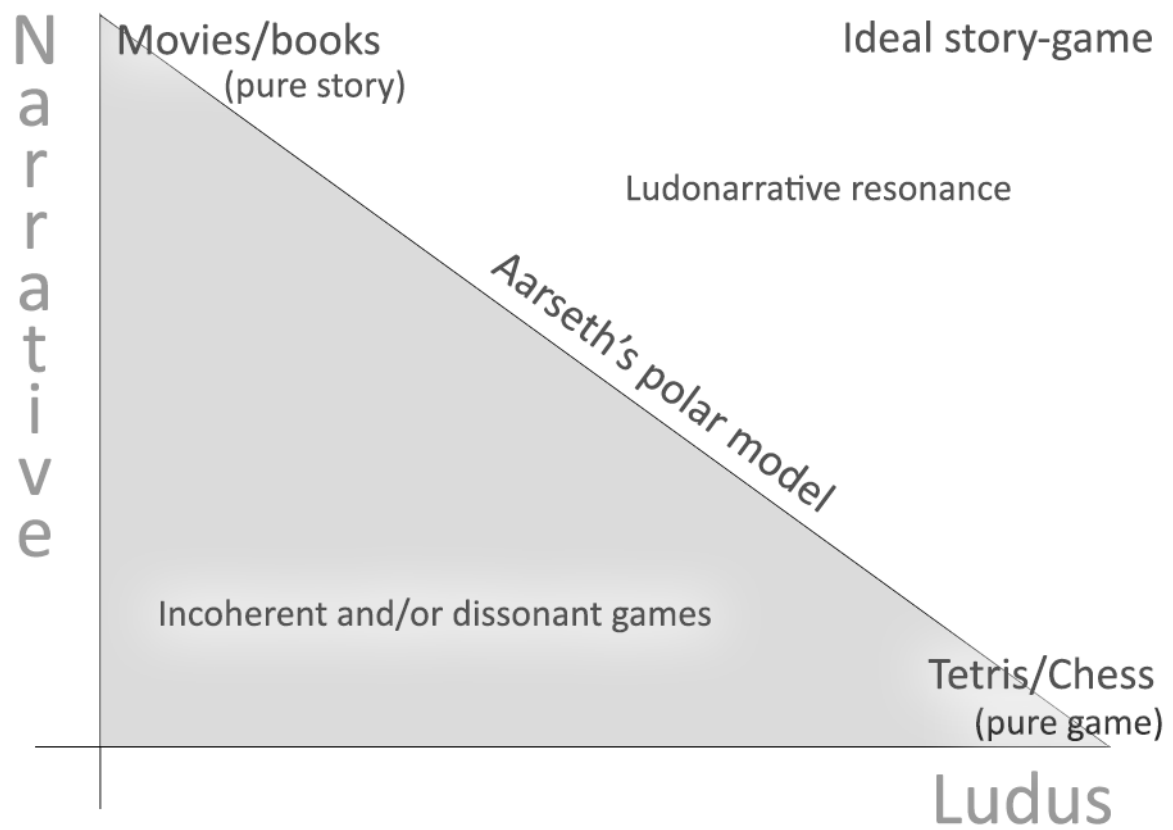 Narrative
Movies/books
(pure story)
Ideal story-game
Ludonarrative resonance
Aarseth’s polar model
Incoherent and/or dissonant games
Tetris/Chess
(pure game)
Ludus